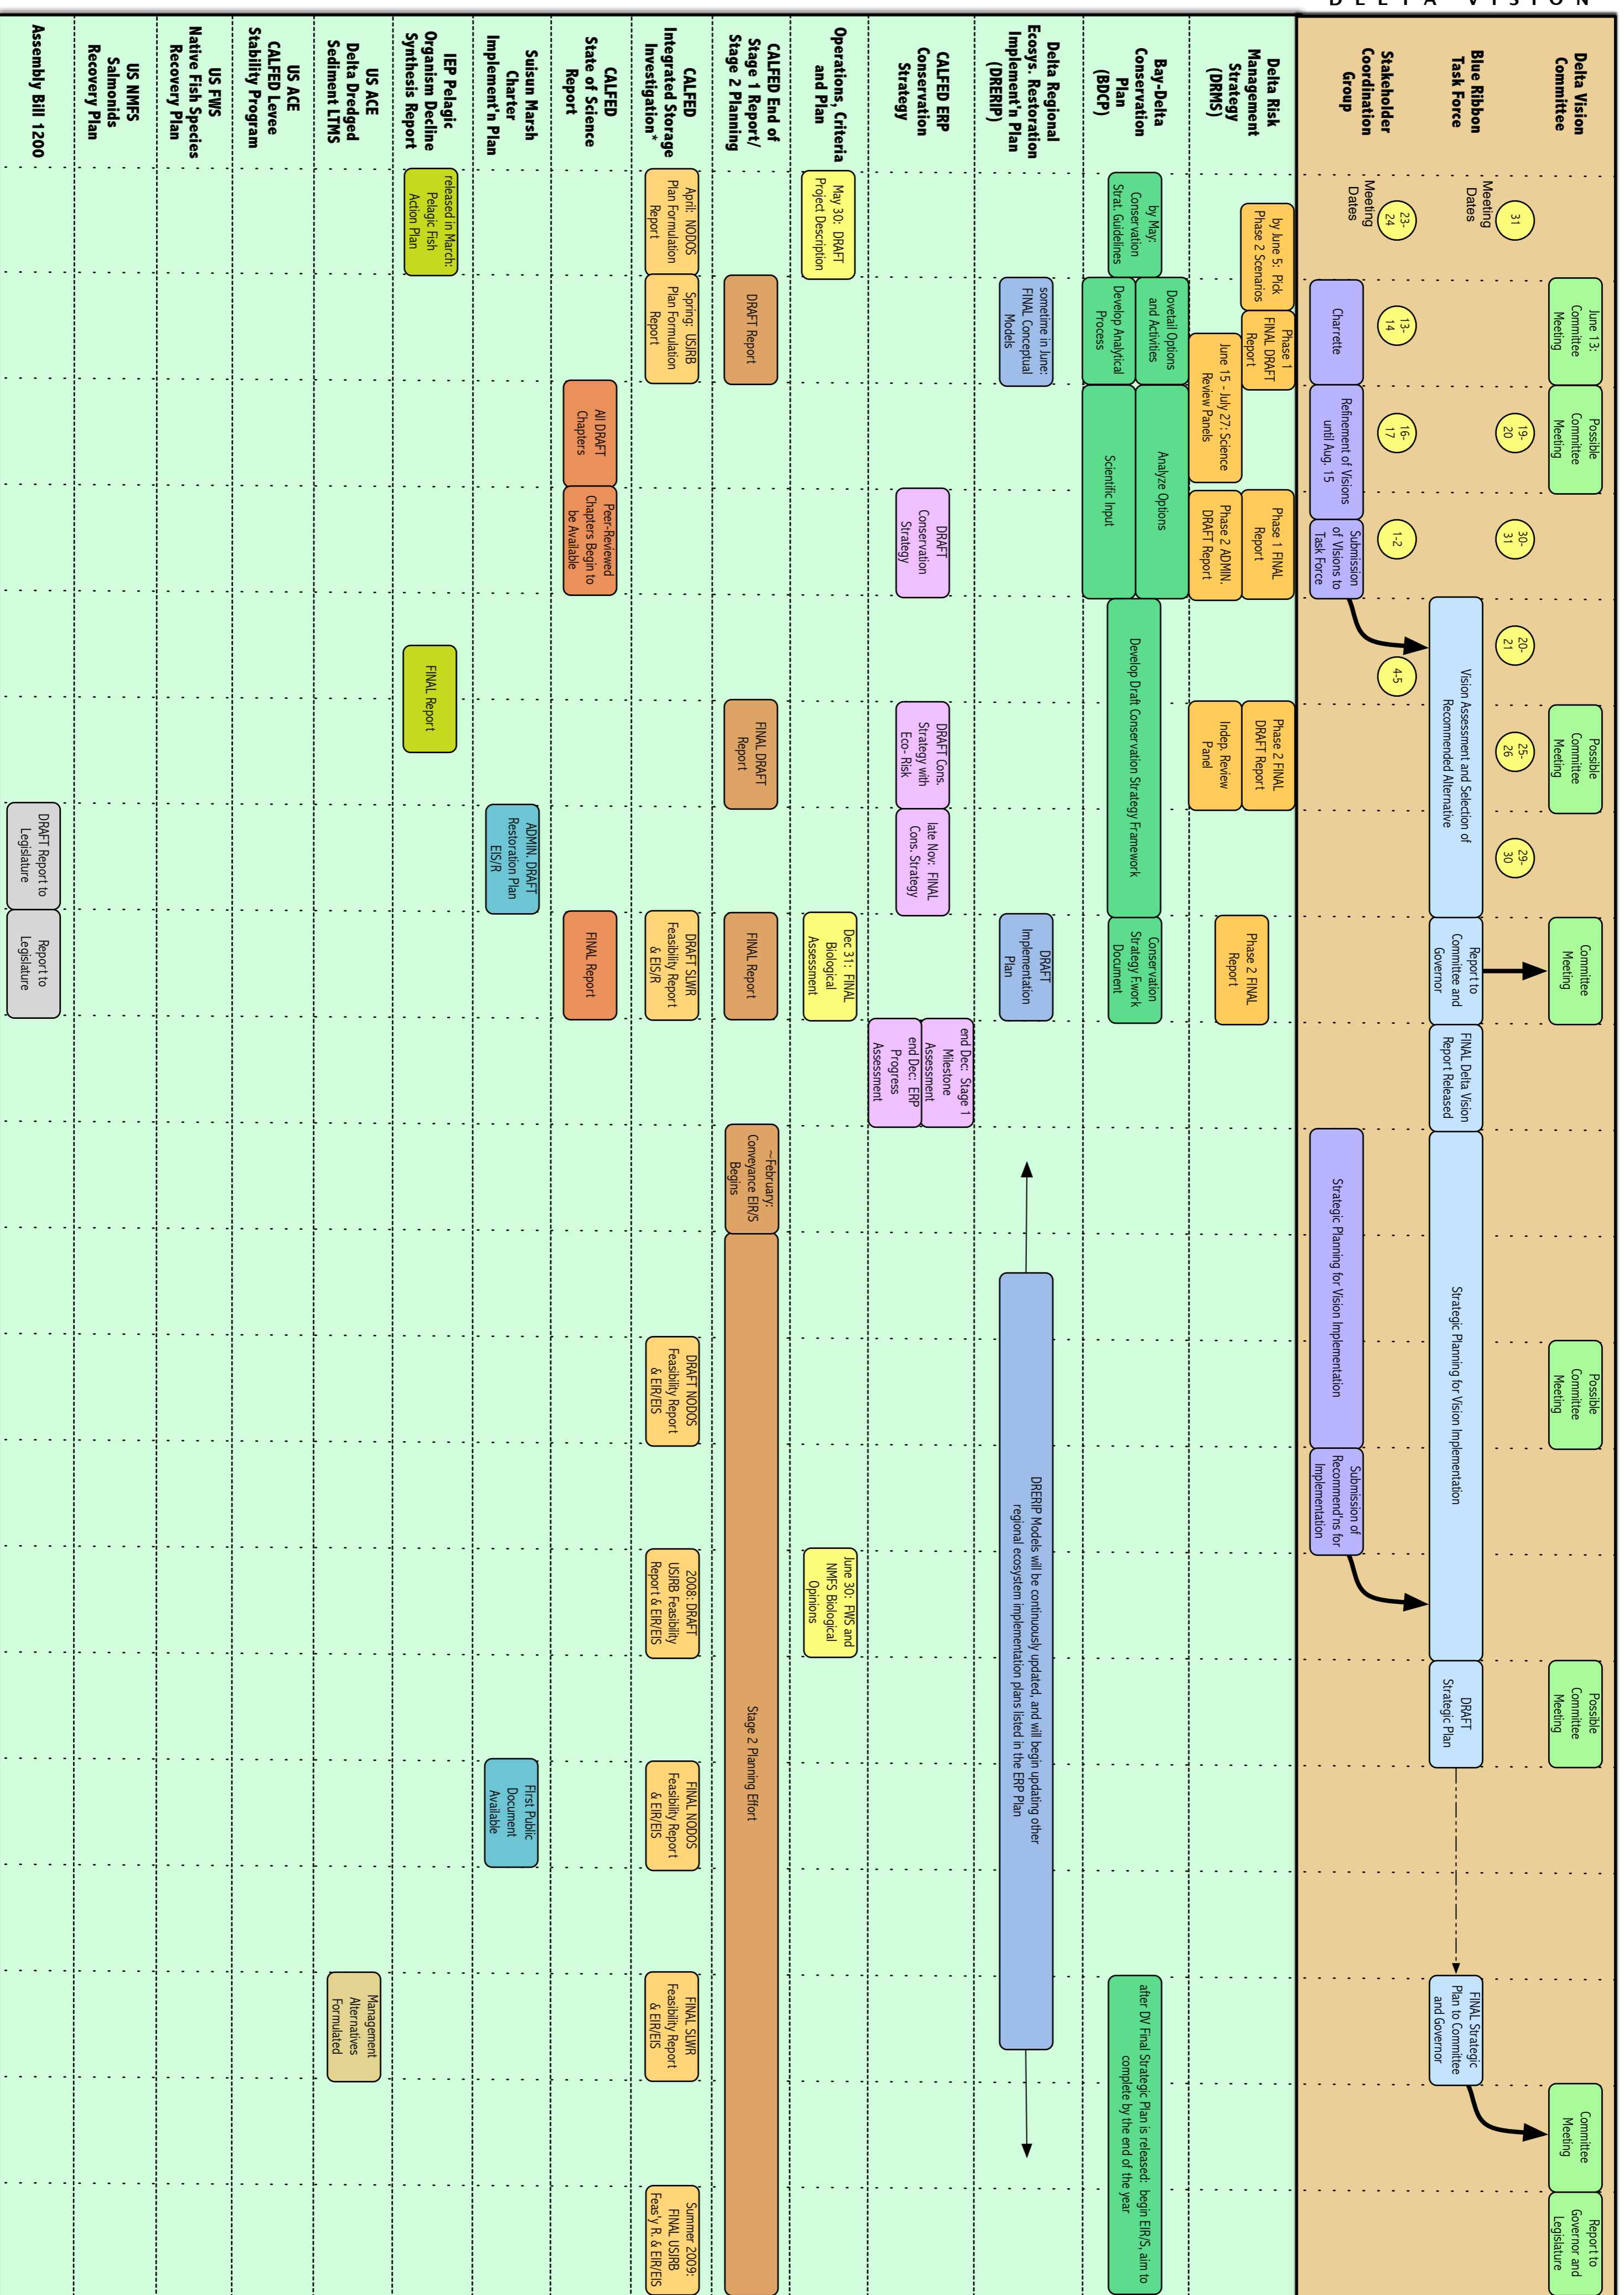 DELTA VISION
Delta Vision
Committee
June 13:
Committee
Meeting
Possible
Committee
Meeting
Possible
Committee
Meeting
Committee
Meeting
Possible
Committee
Meeting
Possible
Committee
Meeting
Committee
Meeting
Report to
Governor and
Legislature
Blue Ribbon
Task Force
Meeting
Dates
31
19-
20
30-
31
20-
21
25-
26
29-
30
Vision Assessment and Selection of
Recommended Alternative
Report to
Committee and
Governor
FINAL Delta Vision
Report Released
Strategic Planning for Vision Implementation
DRAFT
Strategic Plan
FINAL Strategic
Plan to Committee
and Governor
Stakeholder
Coordination
Group
Meeting
Dates
23-
24
13-
14
16-
17
1-2
4-5
Charrette
Refinement of Visions
until Aug. 15
Submission
of VIsions to
Task Force
Strategic Planning for Vision Implementation
Submission of
Recommend'ns for
Implementation
Delta Risk
Management
Strategy
(DRMS)
by June 5: Pick
Phase 2 Scenarios
Phase 1
FINAL DRAFT
Report
June 15 - July 27: Science
Review Panels
Phase 1 FINAL
Report
Phase 2 ADMIN.
DRAFT Report
Phase 2 FINAL
DRAFT Report
Indep. Review
Panel
Phase 2 FINAL
Report
Bay-Delta
Conservation
Plan
(BDCP)
by May:
Conservation
Strat. Guidelines
Dovetail Options
and Activities
Develop Analytical
Process
Analyze Options
Scientific Input
Develop Draft Conservation Strategy Framework
Conservation
Strategy F.work
Document
after DV Final Strategic Plan is released: begin EIR/S, aim to
complete by the end of the year
Delta Regional
Ecosys. Restoration
Implem't'n Plan
(DRERIP)
sometime in June:
FINAL Conceptual
Models
DRAFT
Implementation
Plan
DRERIP Models will be continuously updated, and will begin updating other
regional ecosystem implementation plans listed in the ERP Plan
CALFED ERP
Conservation
Strategy
DRAFT
Conservation
Strategy
DRAFT Cons.
Strategy with
Eco- Risk
late Nov: FINAL
Cons. Strategy
end Dec: Stage 1
Milestone
Assessment
end Dec: ERP
Progress
Assessment
Operations, Criteria
and Plan
May 30: DRAFT
Project Description
Dec 31: FINAL
Biological
Assessment
June 30: FWS and
NMFS Biological
Opinions
CALFED End of
Stage 1 Report/
Stage 2 Planning
DRAFT Report
FINAL DRAFT
Report
FINAL Report
~February:
Conveyance EIR/S
Begins
Stage 2 Planning Effort
CALFED
Integrated Storage
Investigation*
April: NODOS
Plan Formulation
Report
Spring: USJRB
Plan Formulation
Report
DRAFT SLWR
Feasibility Report
& EIS/R
DRAFT NODOS
Feasibility Report
& EIR/EIS
2008: DRAFT
USJRB Feasibility
Report & EIR/EIS
FINAL NODOS
Feasibility Report
& EIR/EIS
FINAL SLWR
Feasibility Report
& EIR/EIS
Summer 2009:
FINAL USJRB
Feas'y R. & EIR/EIS
CALFED
State of Science
Report
All DRAFT
Chapters
Peer-Reviewed
Chapters Begin to
be Available
FINAL Report
Suisun Marsh
Charter
Implement'n Plan
ADMIN. DRAFT
Restoration Plan
EIS/R
FIrst Public
Document
Available
IEP Pelagic
Organism Decline
Synthesis Report
released in March:
Pelagic Fish
Action Plan
FINAL Report
US ACE
Delta Dredged
Sediment LTMS
Management
Alternatives
Formulated
US ACE
CALFED Levee
Stability Program
US FWS
Native Fish Species
Recovery Plan
US NMFS
Salmonids
Recovery Plan
Assembly Bill 1200
DRAFT Report to
Legislature
Report to
Legislature